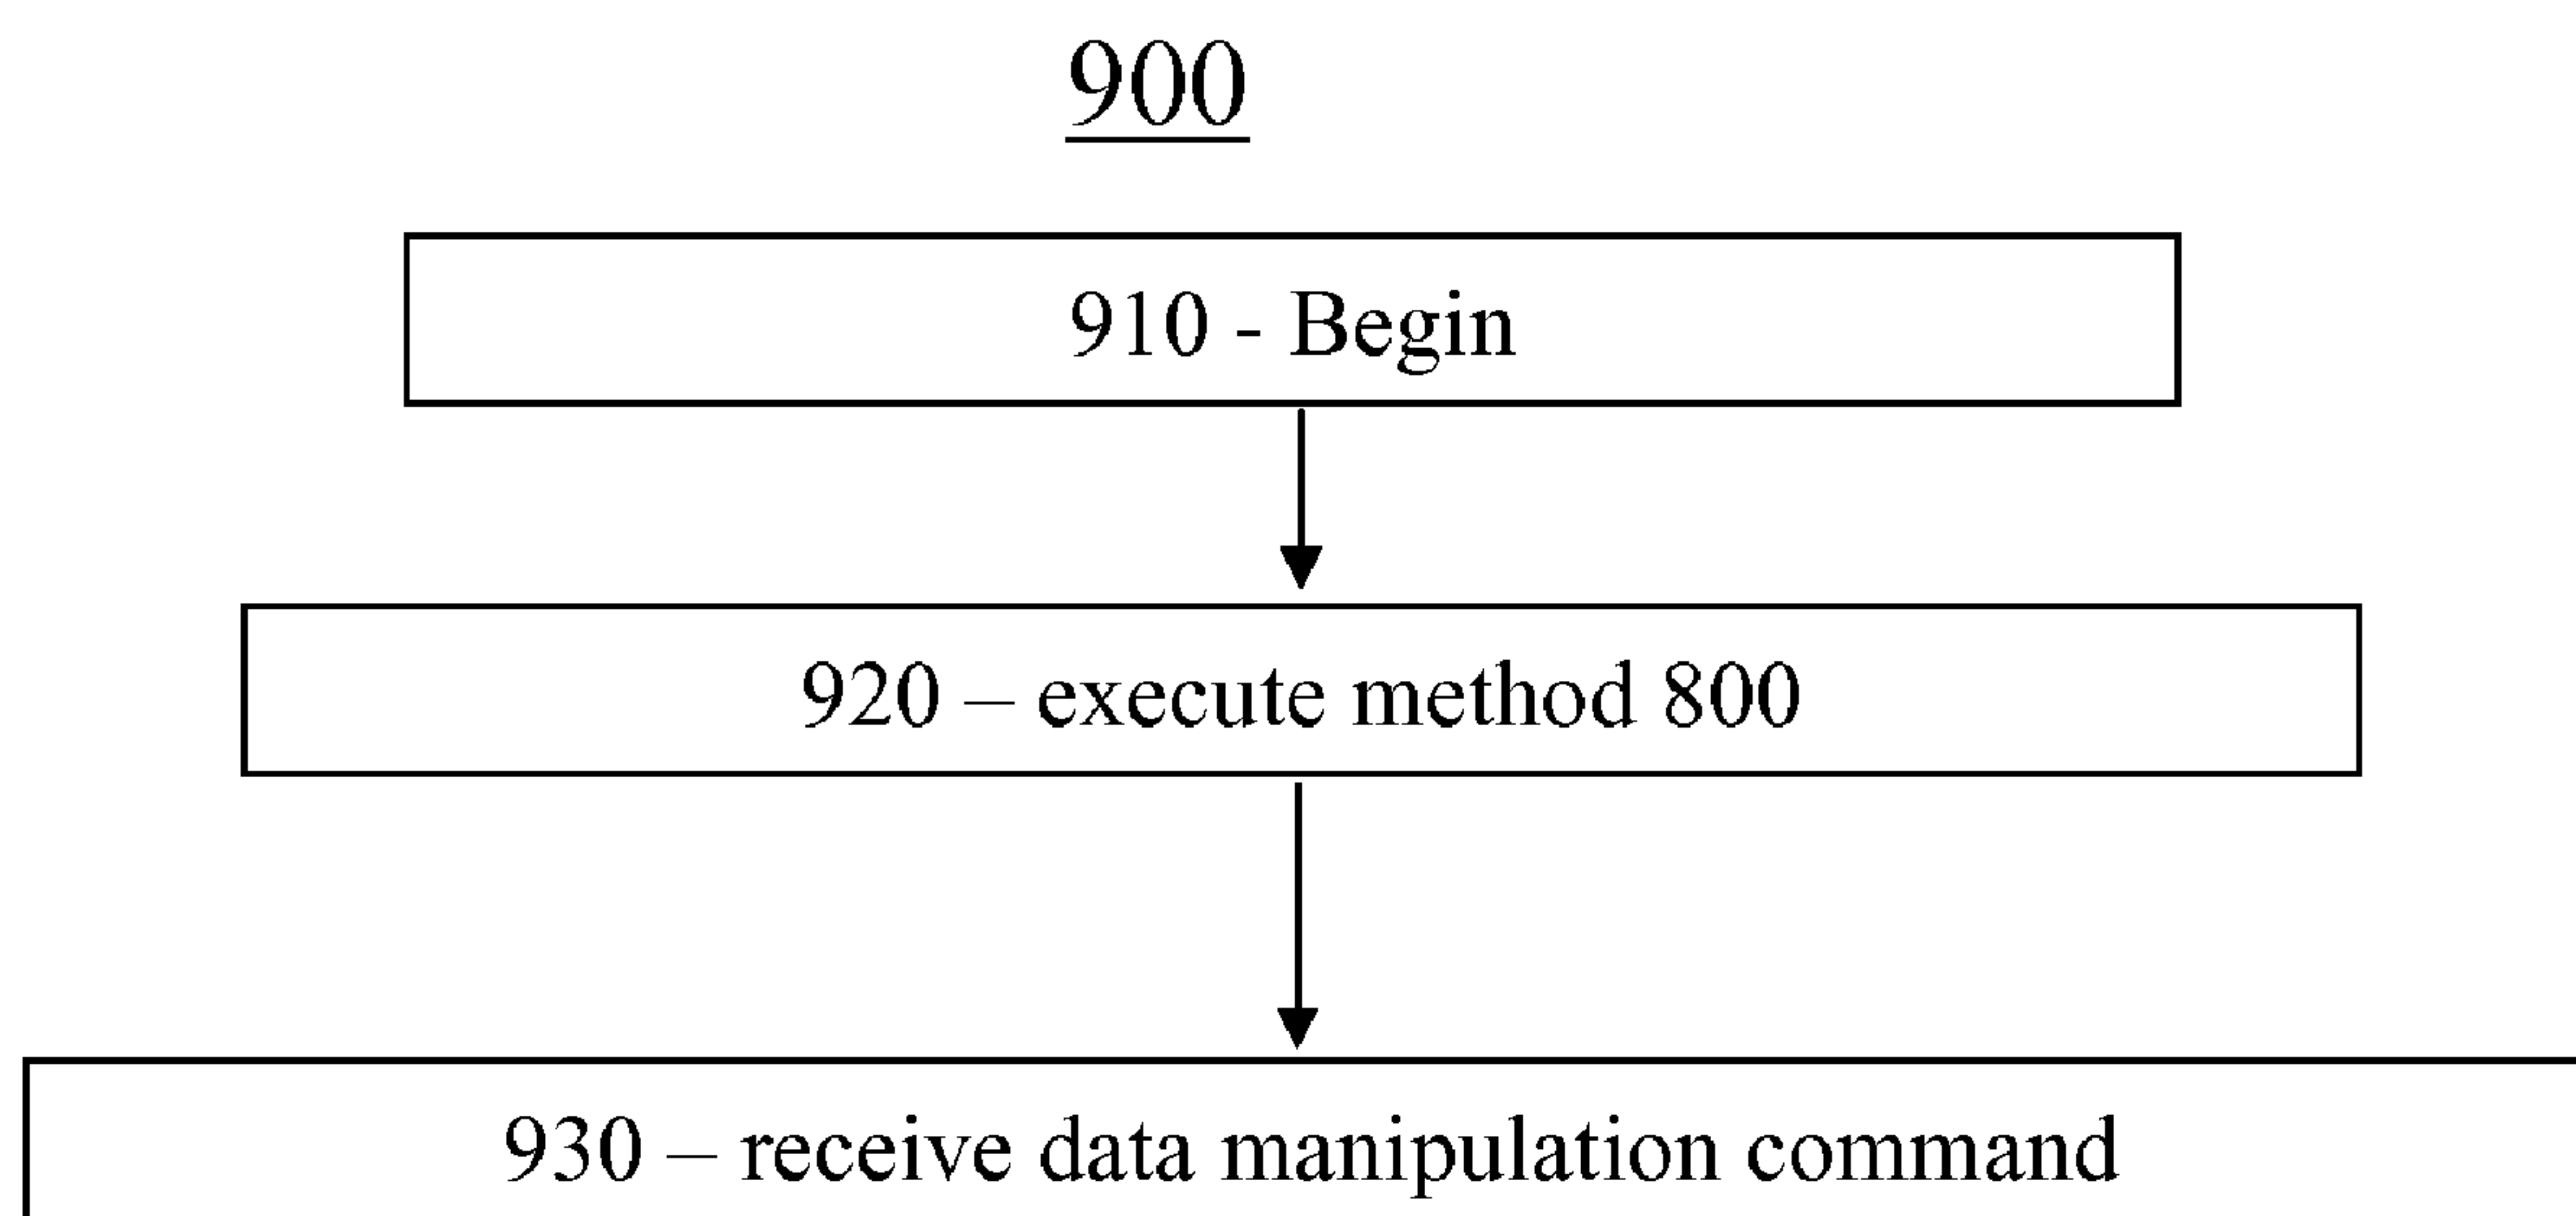 900
910 - Begin
920 – execute method 800
930 – receive data manipulation command